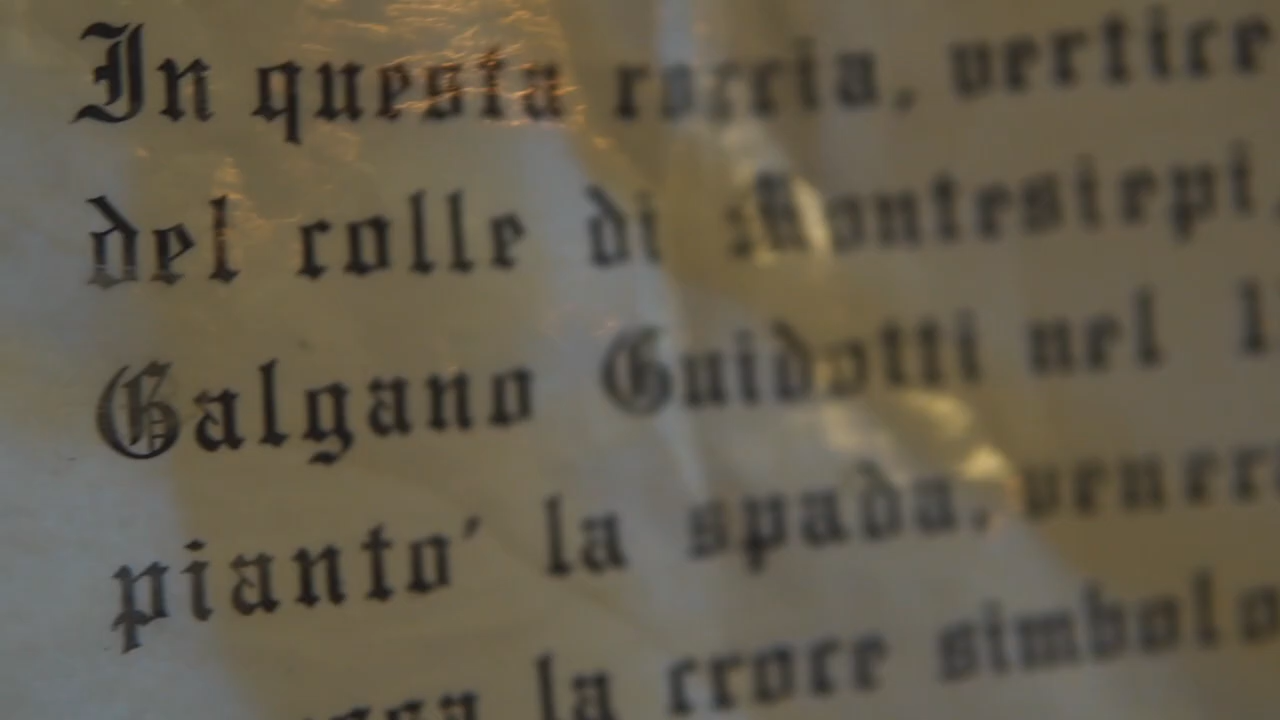 In questa roccia, vertice
del colle di Montesiepi,
Galgano Guidotti nel
pianto' la spada,
la croce simbolo